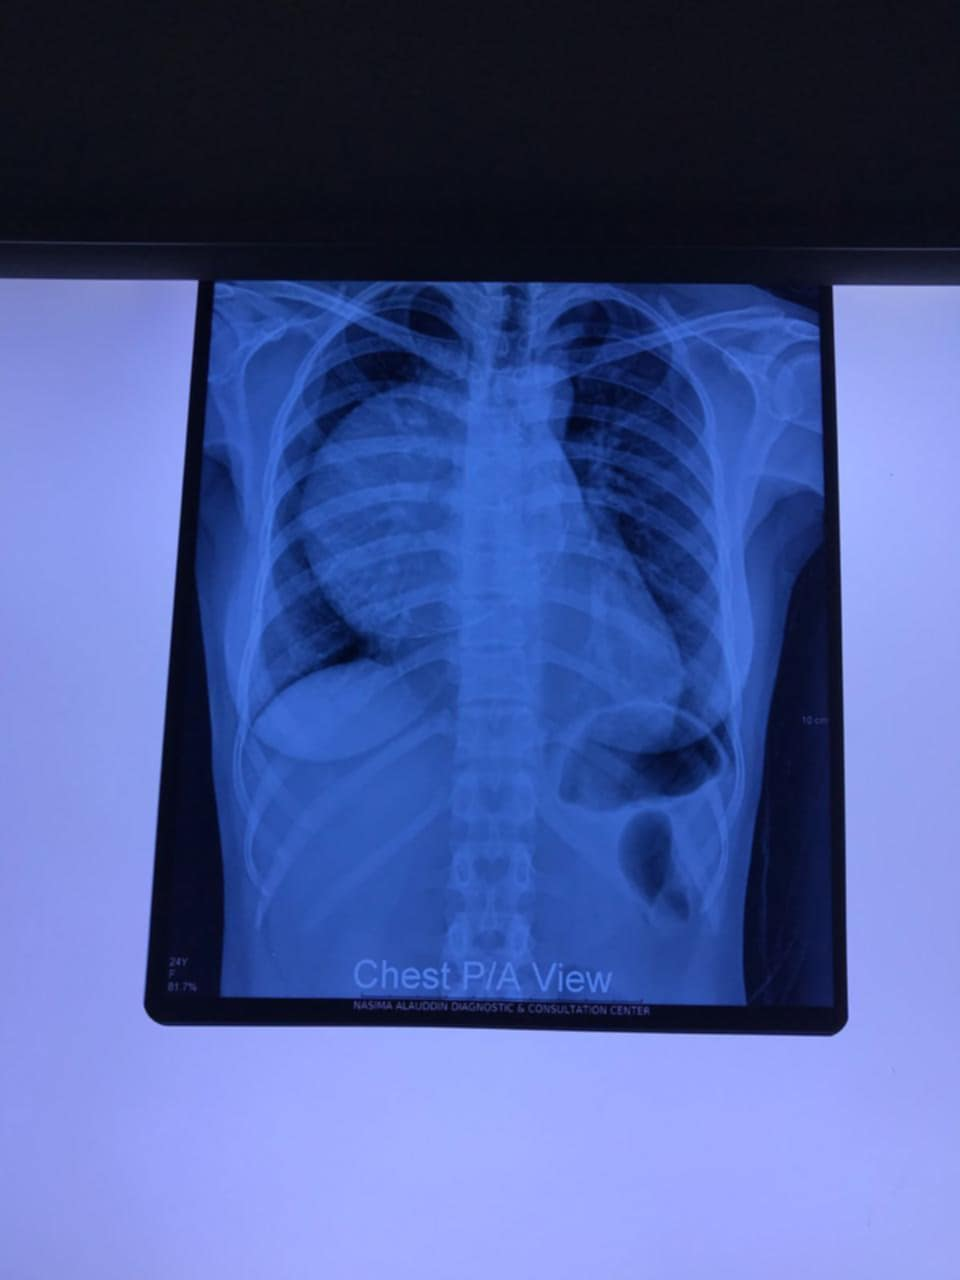 10 cm
24Y
F
81.7%
Chest P/A View
NASIMA ALAUDDIN DIAGNOSTIC & CONSULTATION CENTER